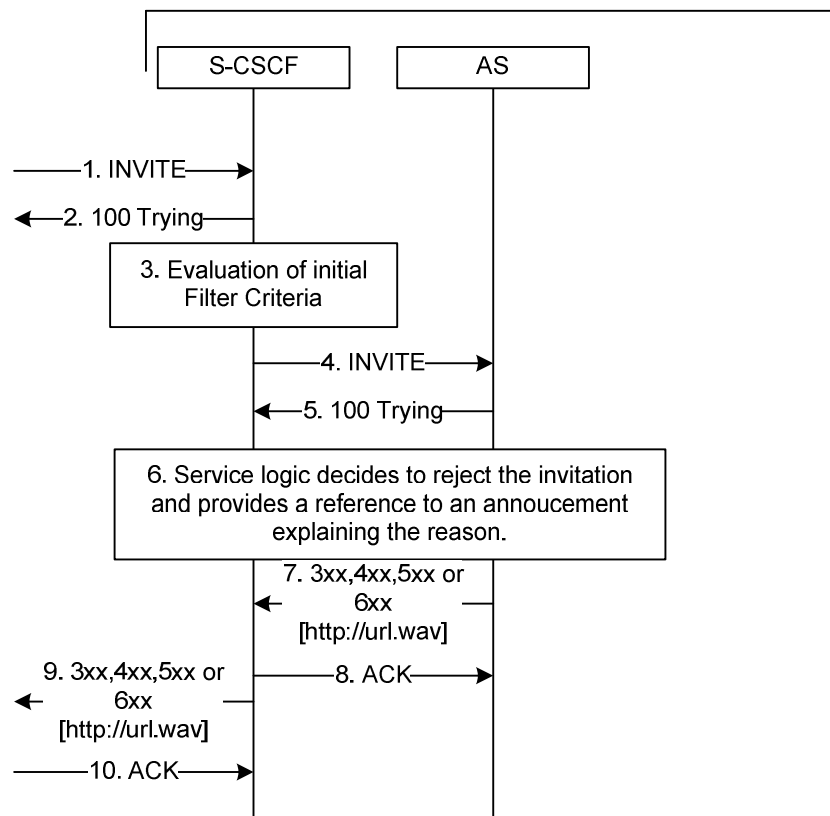 S-CSCF
AS
1. INVITE
2. 100 Trying
3. Evaluation of initial
Filter Criteria
4. INVITE
5. 100 Trying
6. Service logic decides to reject the invitation
and provides a reference to an annoucement
explaining the reason.
7. 3xx,4xx,5xx or
6xx
[http://url.wav]
8. ACK
9. 3xx,4xx,5xx or
6xx
[http://url.wav]
10. ACK